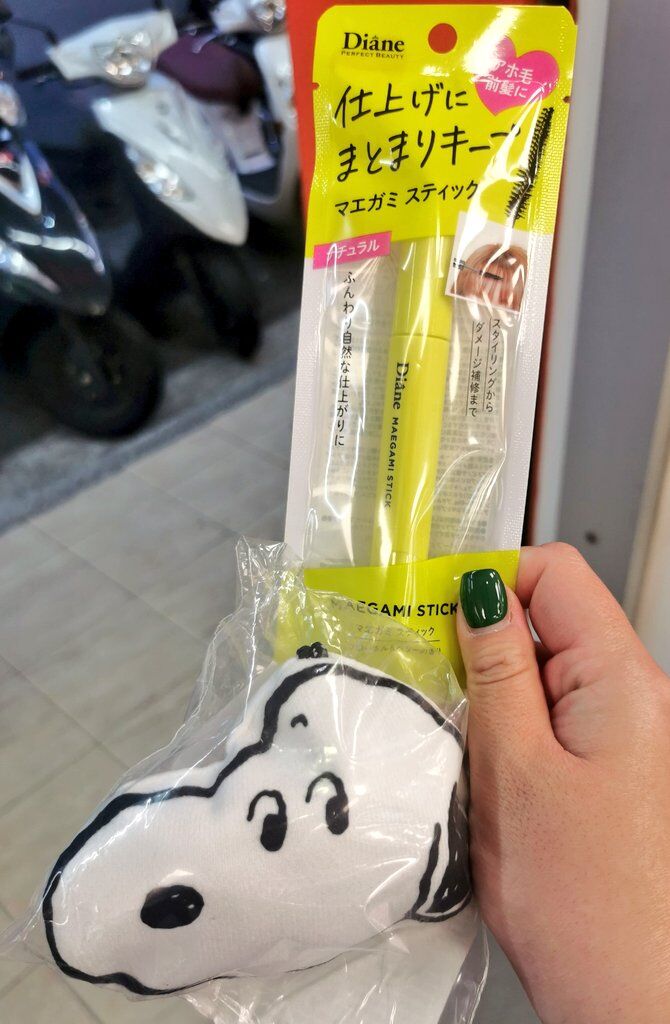 Diane
PERFECT BEAUTY
アホ毛
前髪に
仕上げに
まとまりキープ
マエガミ スティック
ナチュラル
ふんわり自然な仕上がりに
スタイリングから
ダメージ補修まで
Diane MAEGAMI STICK
MAEGAMI STICK
マエガミ スティック